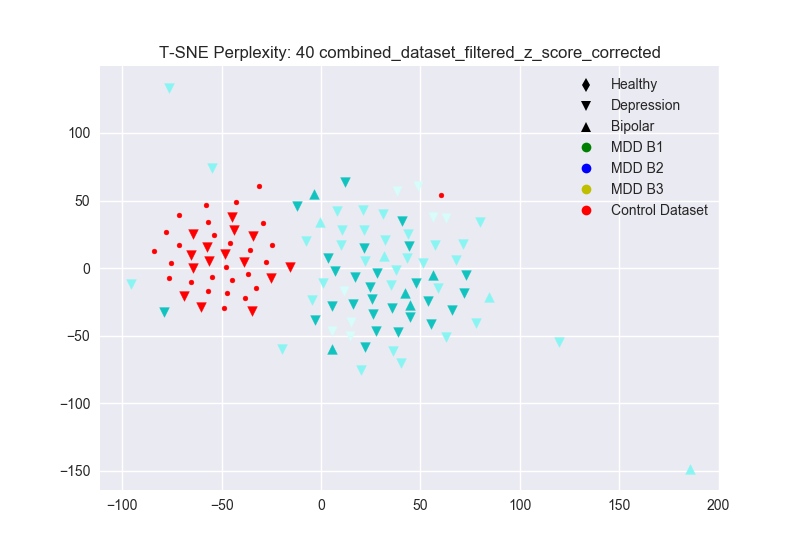 T-SNE Perplexity: 40 combined_dataset_filtered_z_score_corrected
Healthy
Depression
Bipolar
MDD B1
MDD B2
MDD B3
Control Dataset
100
50
0
−50
−100
−150
−100
−50
0
50
100
150
200